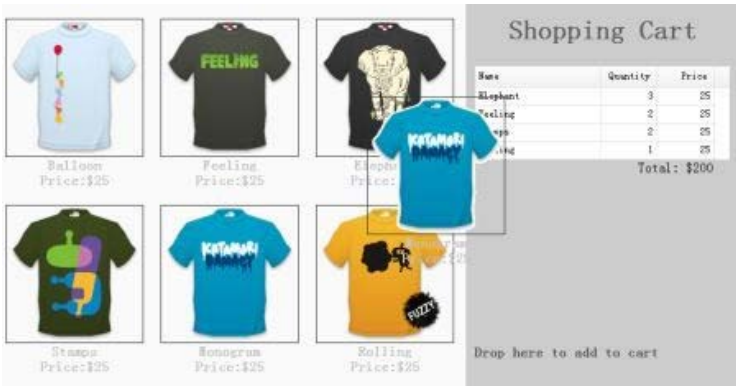 Shopping Cart
FEELING
Name Quantity Price
Elephant 3 25
Feeling 2 25
2 25
1 25
Total: $200
Balloon
Price:$25
Feeling
Price:$25
Price:
KATAMORI
KATAMORI
Monogram
FUZZY
Stamps
Price:$25
Monogram
Price:$25
Rolling
Price:$25
Drop here to add to cart